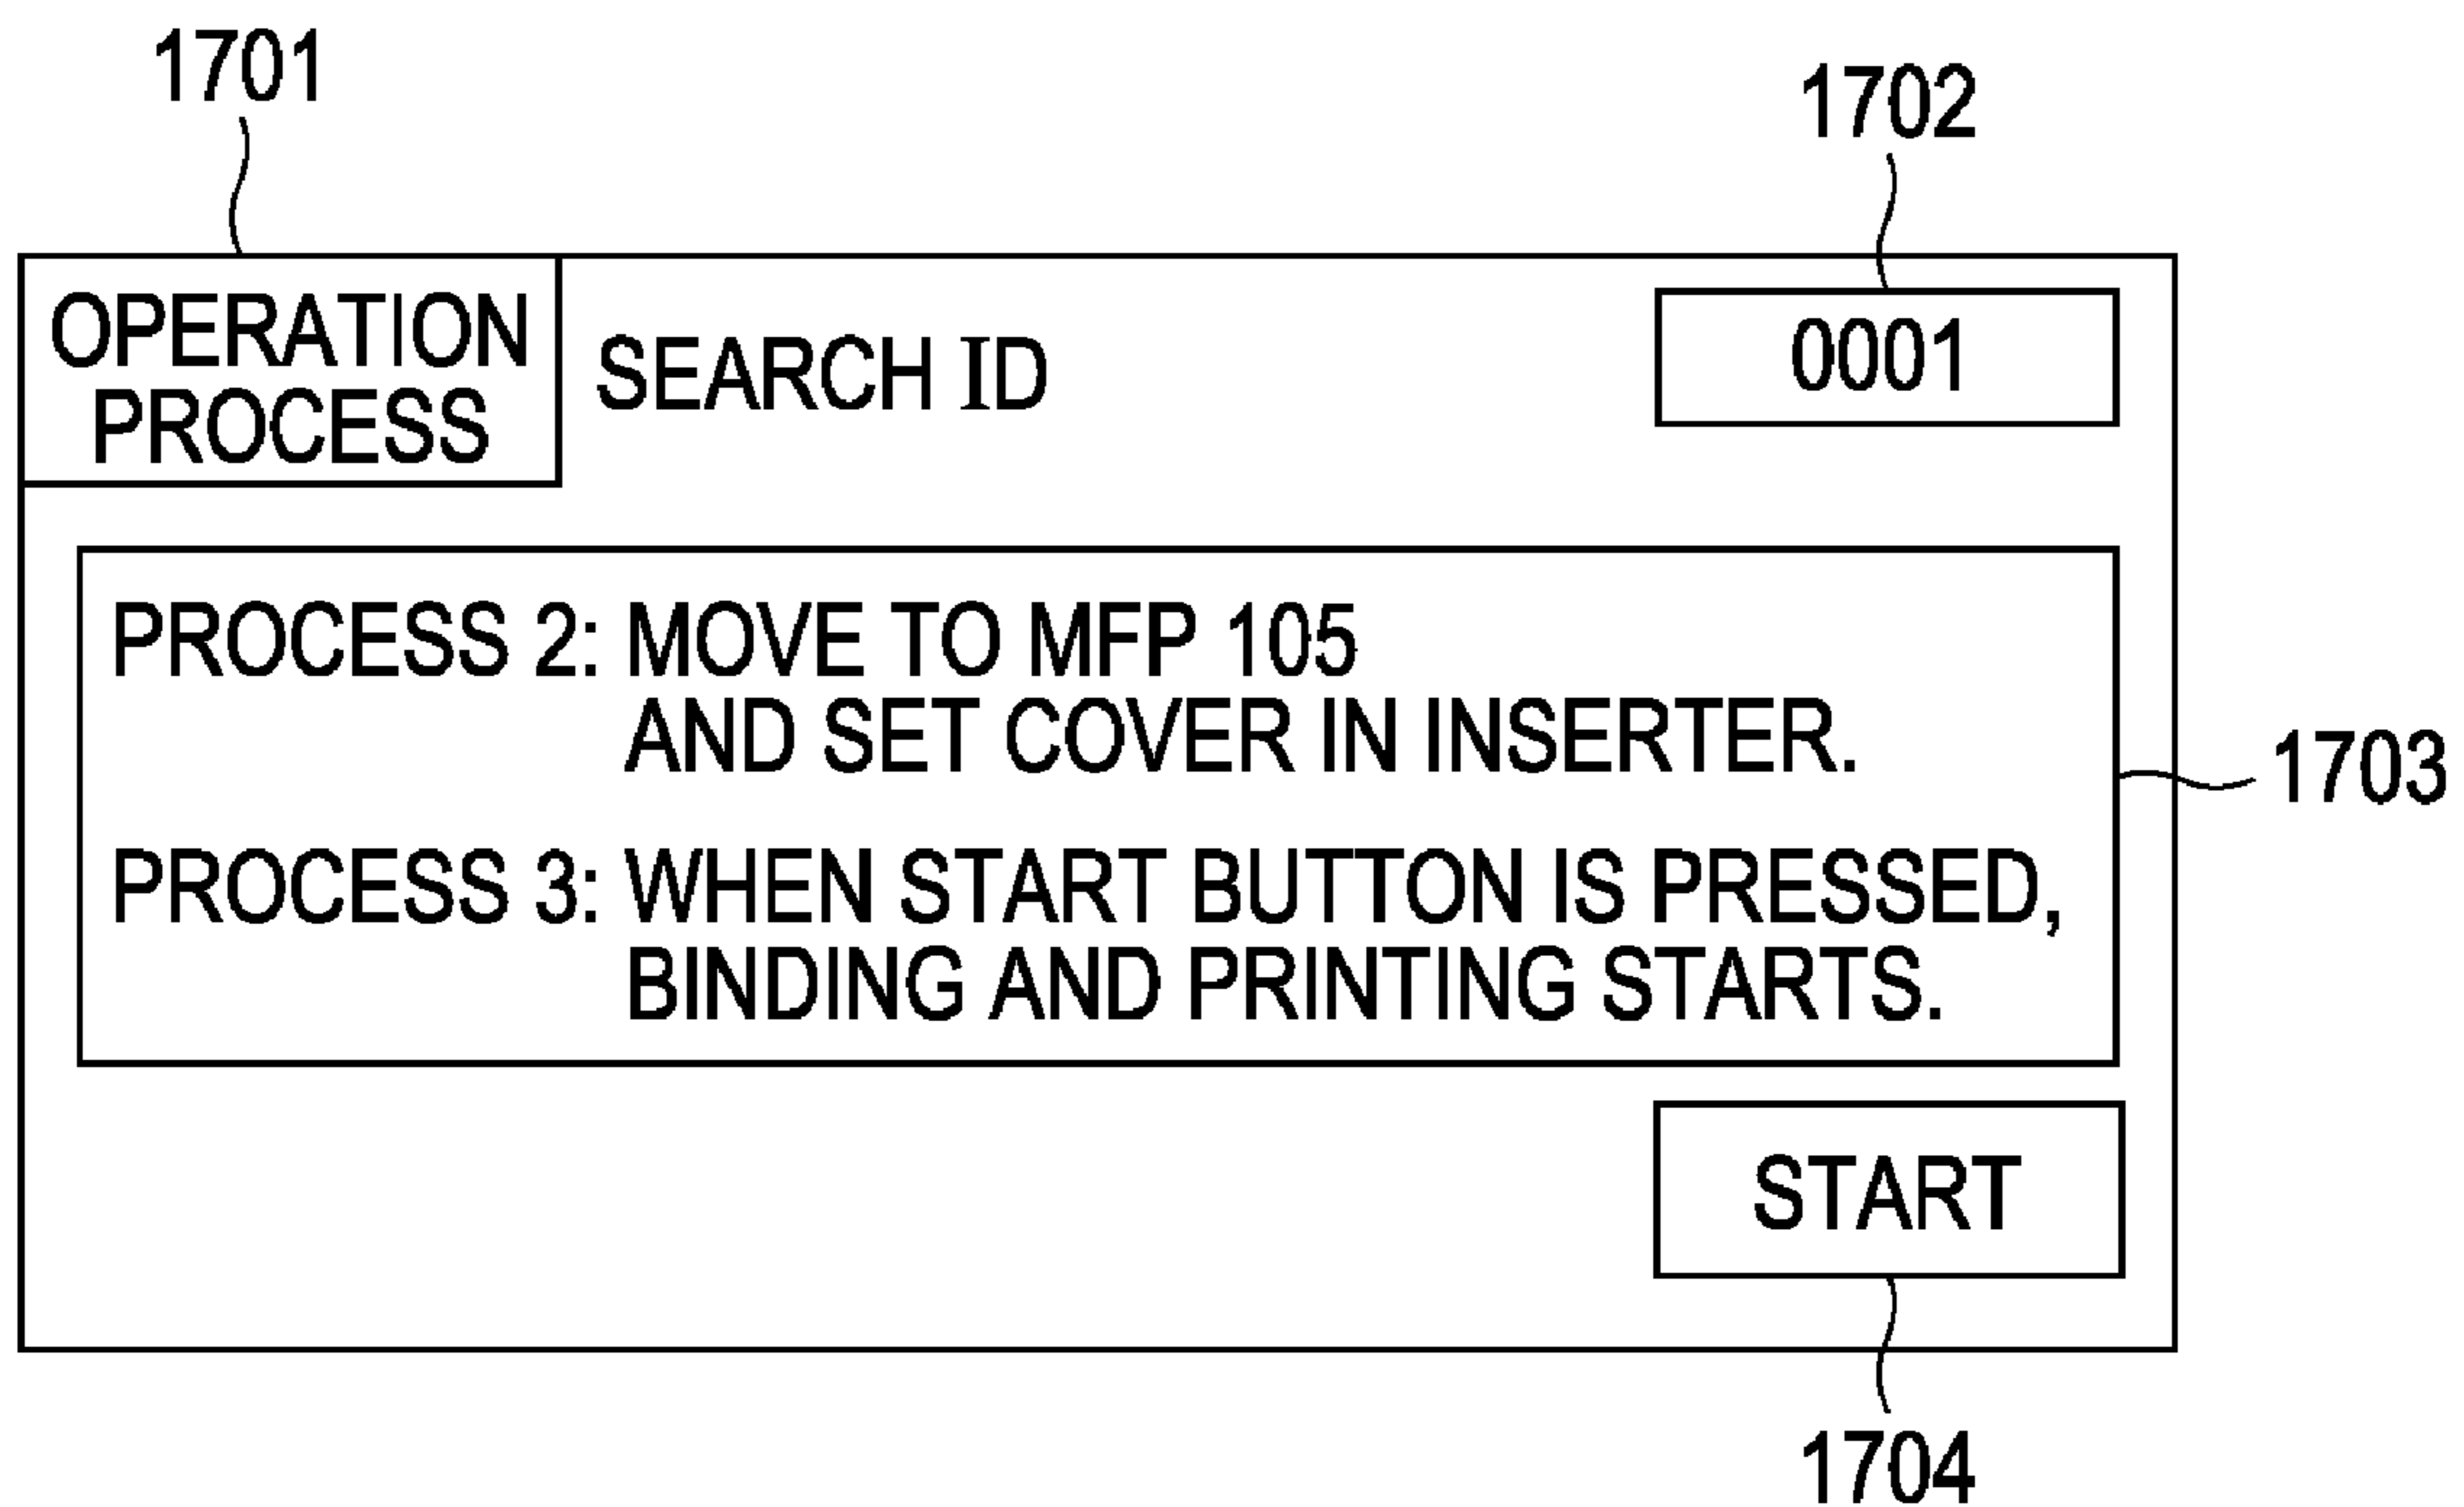 1701
1702
OPERATION
PROCESS
SEARCH ID
0001
PROCESS 2: MOVE TO MFP 105
AND SET COVER IN INSERTER.
1703
PROCESS 3: WHEN START BUTTON IS PRESSED,
BINDING AND PRINTING STARTS.
START
1704